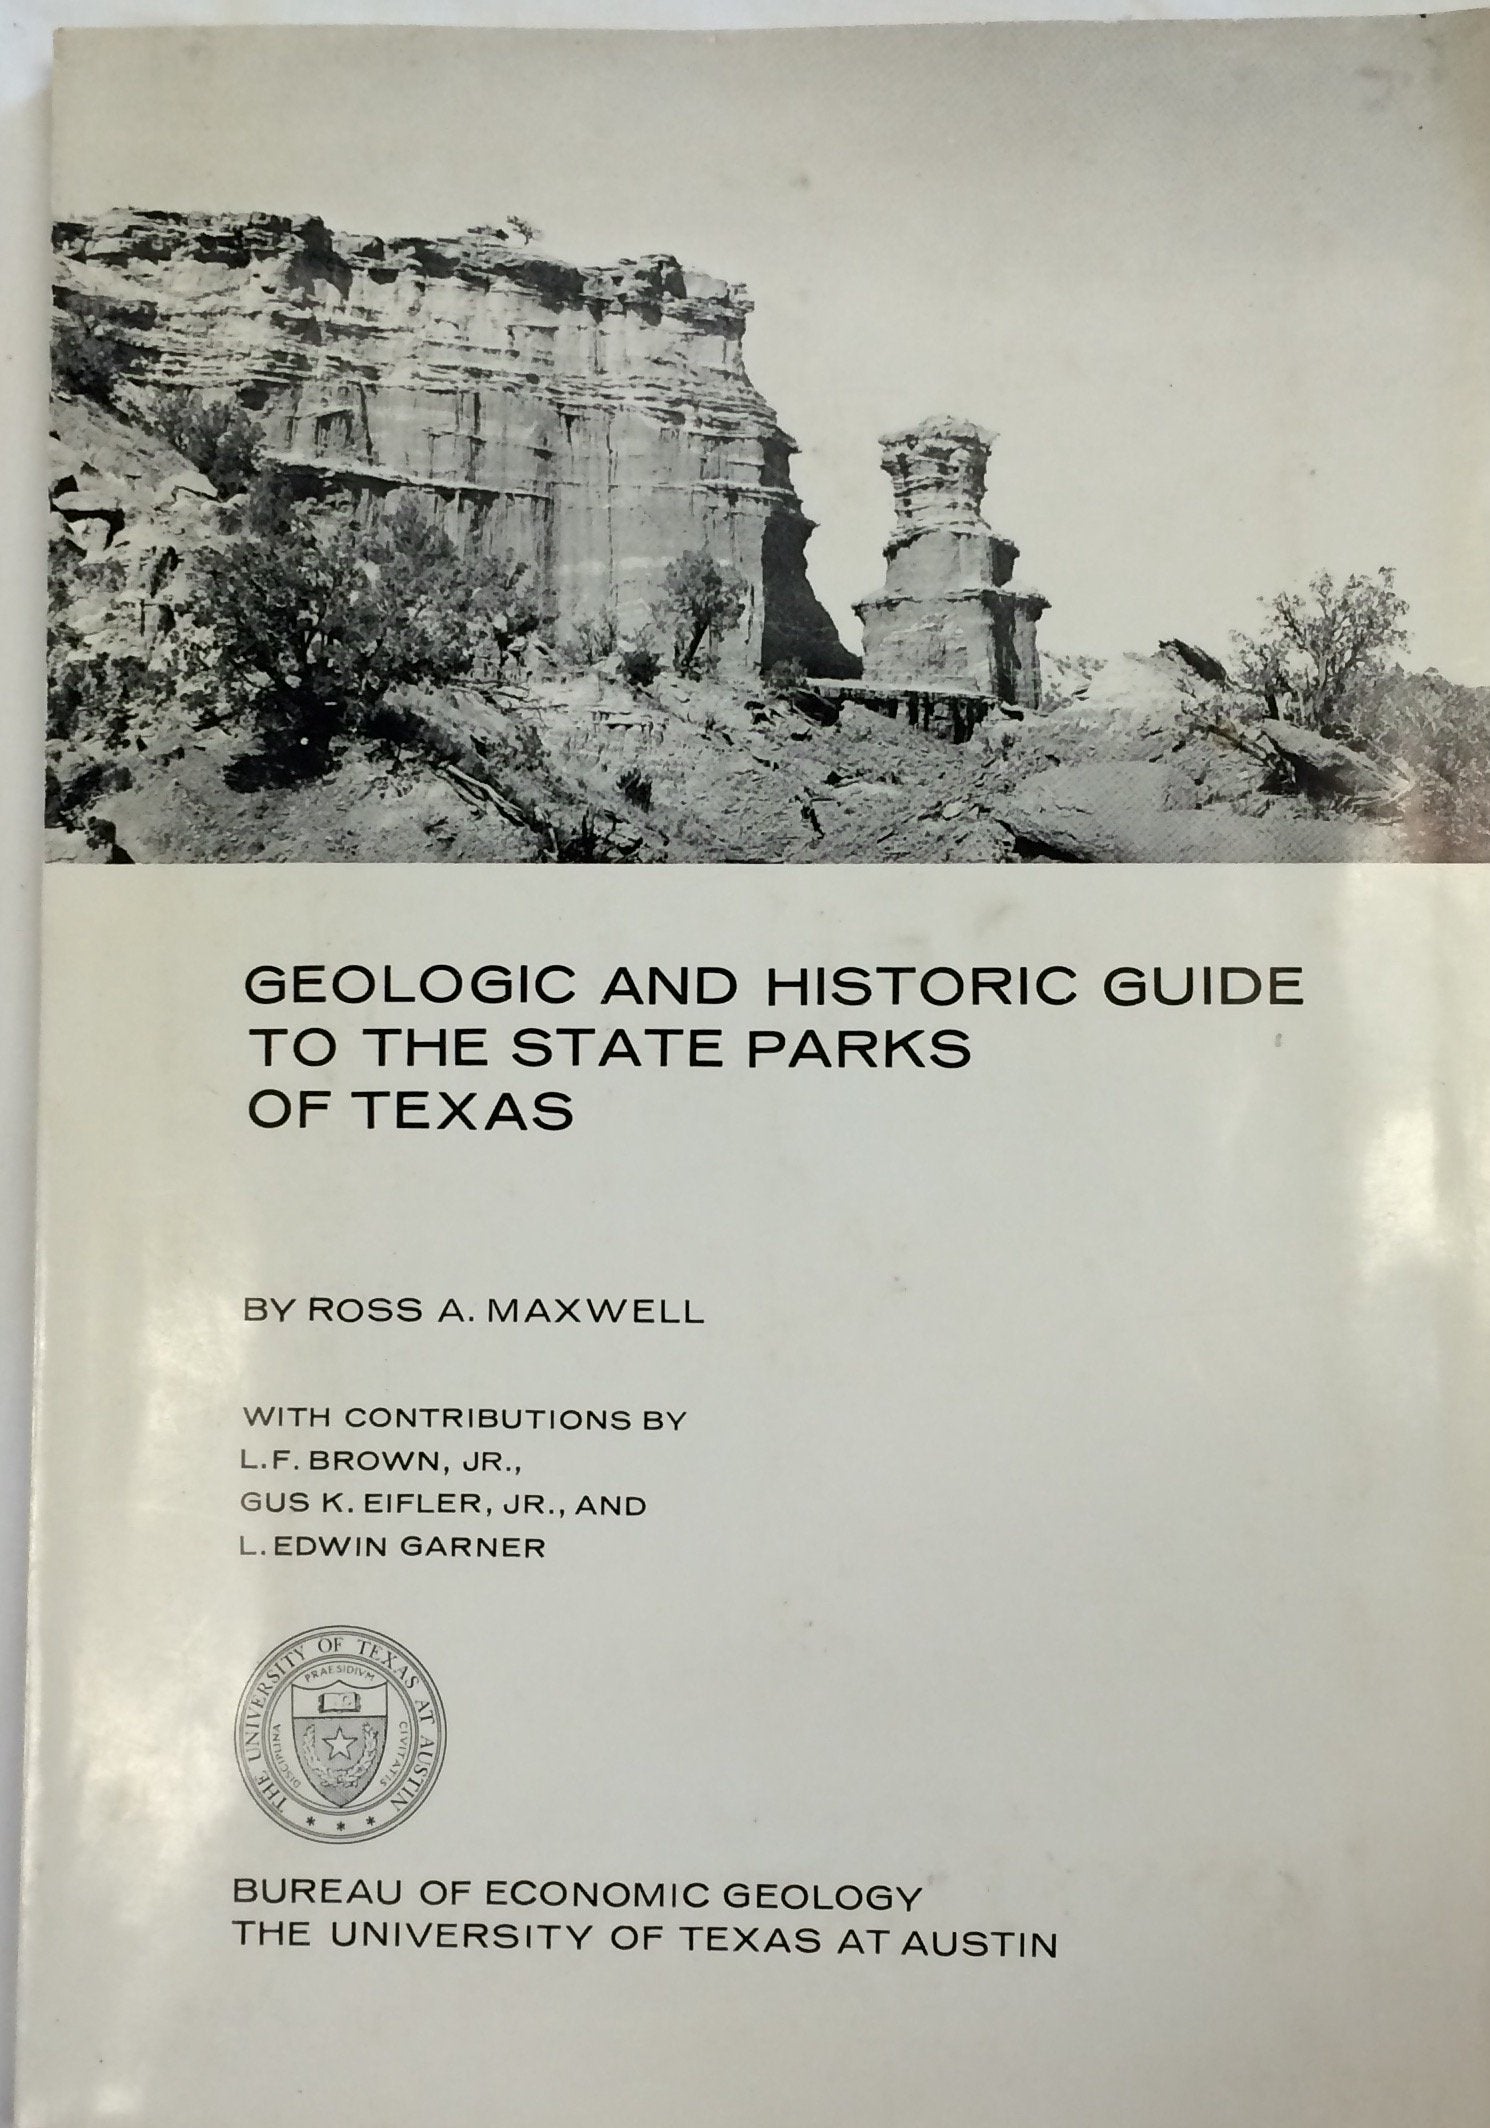 GEOLOGIC AND HISTORIC GUIDE
TO THE STATE PARKS
OF TEXAS
BY ROSS A. MAXWELL
WITH CONTRIBUTIONS BY
L.F. BROWN, JR.,
GUS K. EIFLER, JR., AND
L. EDWIN GARNER
THE UNIVERSITY OF TEXAS AT AUSTIN
PRAESIDIVM
DISCIPLINA
CIVITATIS
BUREAU OF ECONOMIC GEOLOGY
THE UNIVERSITY OF TEXAS AT AUSTIN